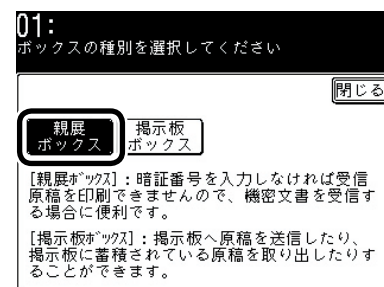 01:
ボックスの種別を選択してください
閉じる
親展
ボックス
掲示板
ボックス
[親展ﾎﾞｯｸｽ]：暗証番号を入力しなければ受信
原稿を印刷できませんので、機密文書を受信す
る場合に便利です。
[掲示板ﾎﾞｯｸｽ]：掲示板へ原稿を送信したり、
掲示板に蓄積されている原稿を取り出したりす
ることができます。